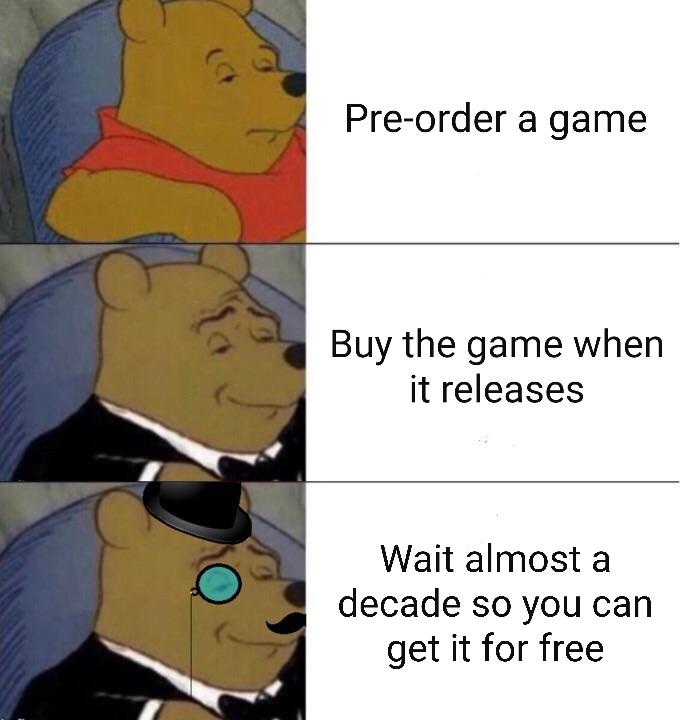 Pre-order a game
Buy the game when
it releases
Wait almost a
decade so you can
get it for free